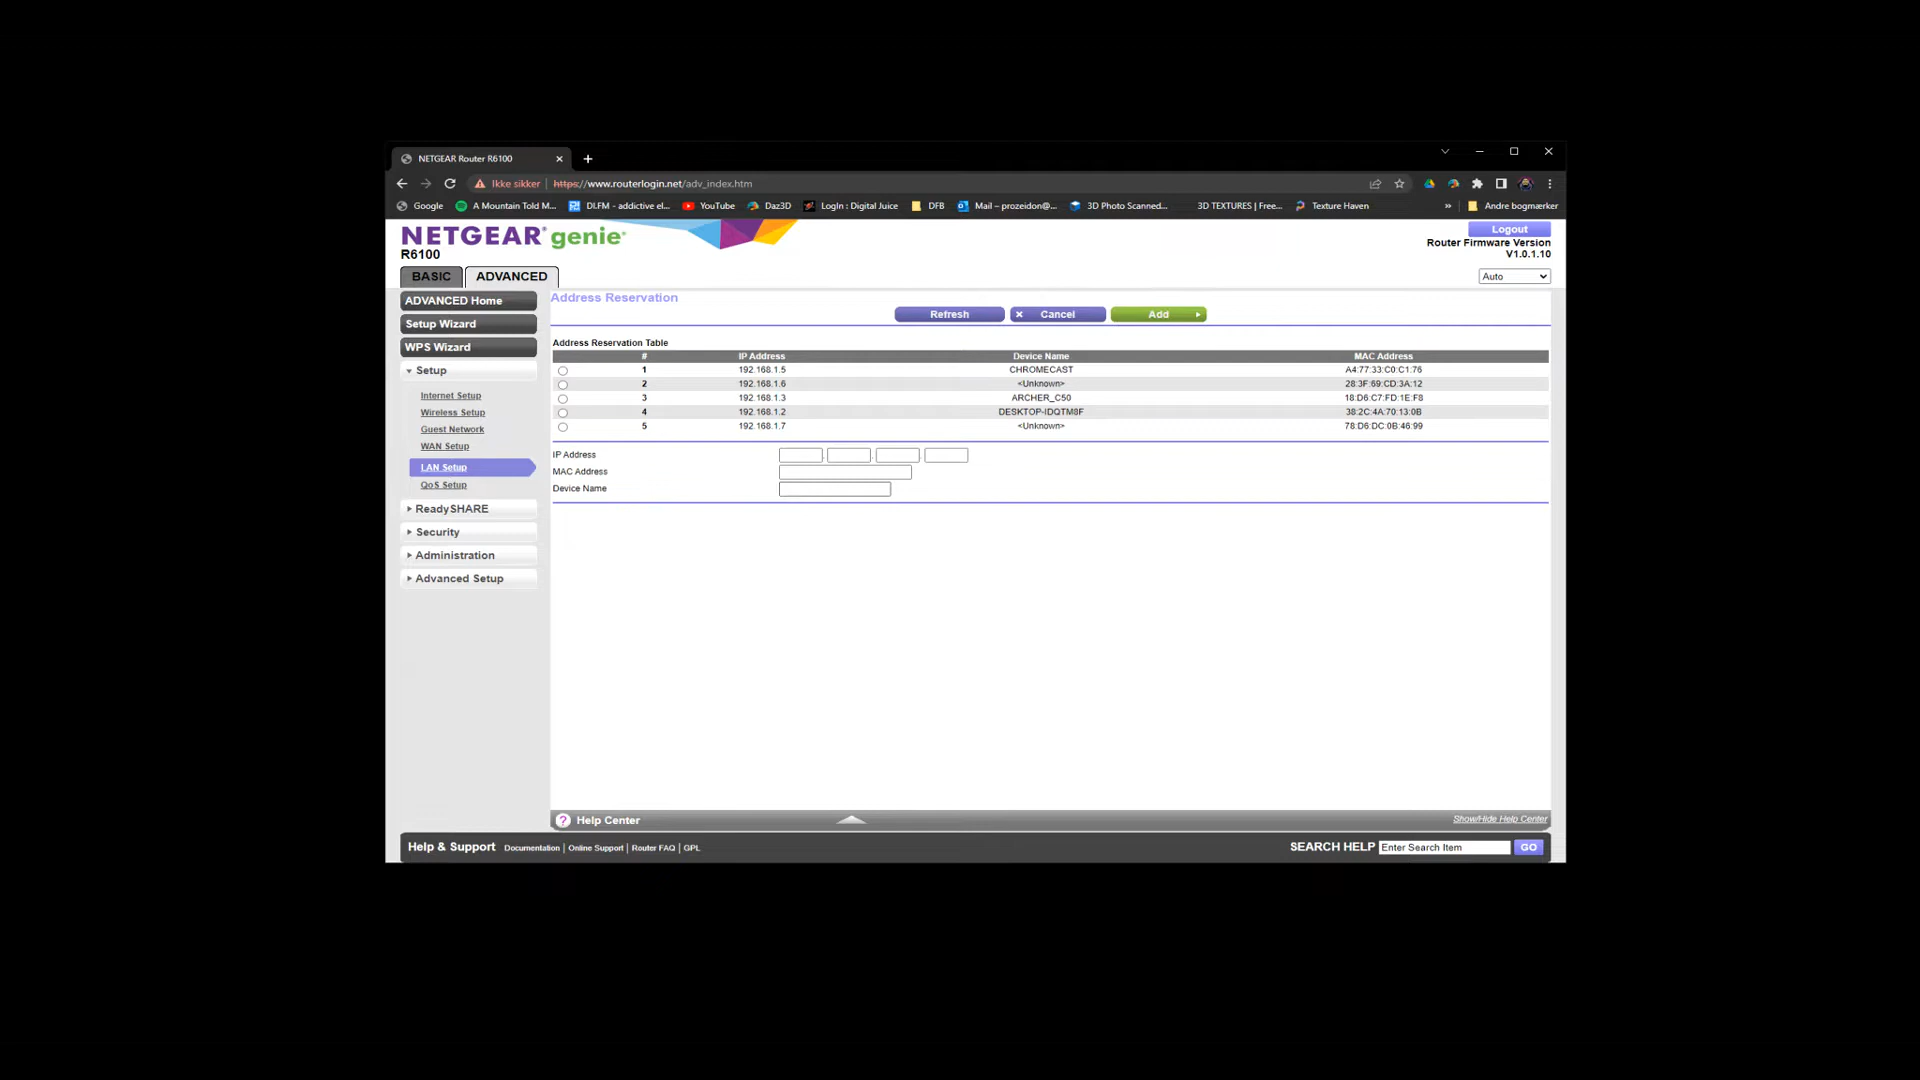 NETGEAR Router R6100
Ikke sikker https://www.routerlogin.net/adv_index.htm
Google A Mountain Told M... DI.FM - addictive el... YouTube Daz3D LogIn : Digital Juice DFB Mail – prozeidon@... 3D Photo Scanned... 3D TEXTURES | Free... Texture Haven » Andre bogmærker
NETGEAR® genie®
R6100
Logout
Router Firmware Version
V1.0.1.10
BASIC ADVANCED
Auto
ADVANCED Home
Setup Wizard
WPS Wizard
Setup
Internet Setup
Wireless Setup
Guest Network
WAN Setup
LAN Setup
QoS Setup
ReadySHARE
Security
Administration
Advanced Setup
Address Reservation
Refresh Cancel Add
Address Reservation Table
# IP Address Device Name MAC Address
1 192.168.1.5 CHROMECAST A4:77:33:C0:C1:76
2 192.168.1.6 <Unknown> 28:3F:69:CD:3A:12
3 192.168.1.3 ARCHER_C50 18:D6:C7:FD:1E:F8
4 192.168.1.2 DESKTOP-IDQTM8F 38:2C:4A:70:13:0B
5 192.168.1.7 <Unknown> 78:D6:DC:0B:46:99
IP Address . . .
MAC Address
Device Name
? Help Center Show/Hide Help Center
Help & Support Documentation | Online Support | Router FAQ | GPL SEARCH HELP Enter Search Item GO